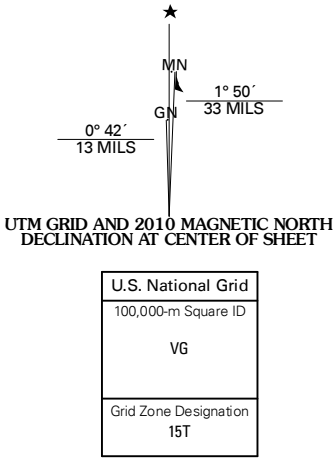 ★
MN
1° 50´
33 MILS
GN
0° 42´
13 MILS
UTM GRID AND 2010 MAGNETIC NORTH
DECLINATION AT CENTER OF SHEET
U.S. National Grid
100,000-m Square ID
VG
Grid Zone Designation
15T